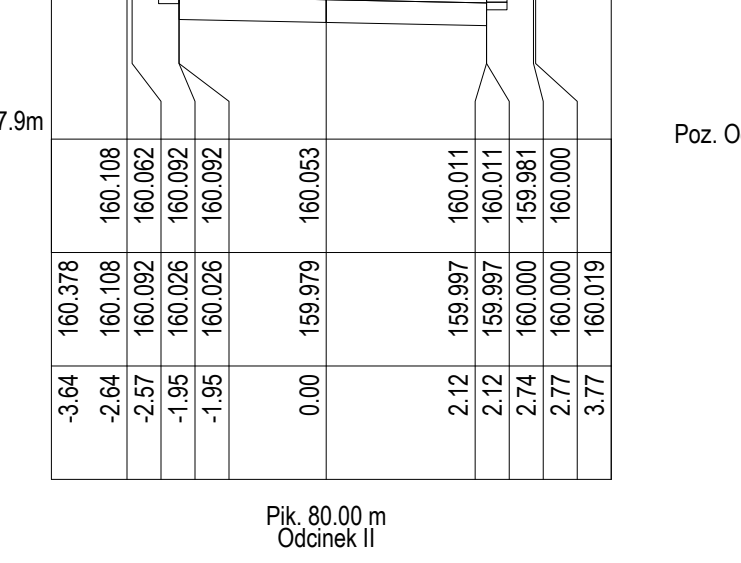 7.9m
Poz. O
160.108 160.062 160.092 160.092 160.053 160.011 160.011 159.981 160.000
160.378 160.108 160.092 160.026 160.026 159.979 159.997 159.997 160.000 160.000 160.019
-3.64 -2.64 -2.57 -1.95 -1.95 0.00 2.12 2.12 2.74 2.77 3.77
Pik. 80.00 m
Odcinek II